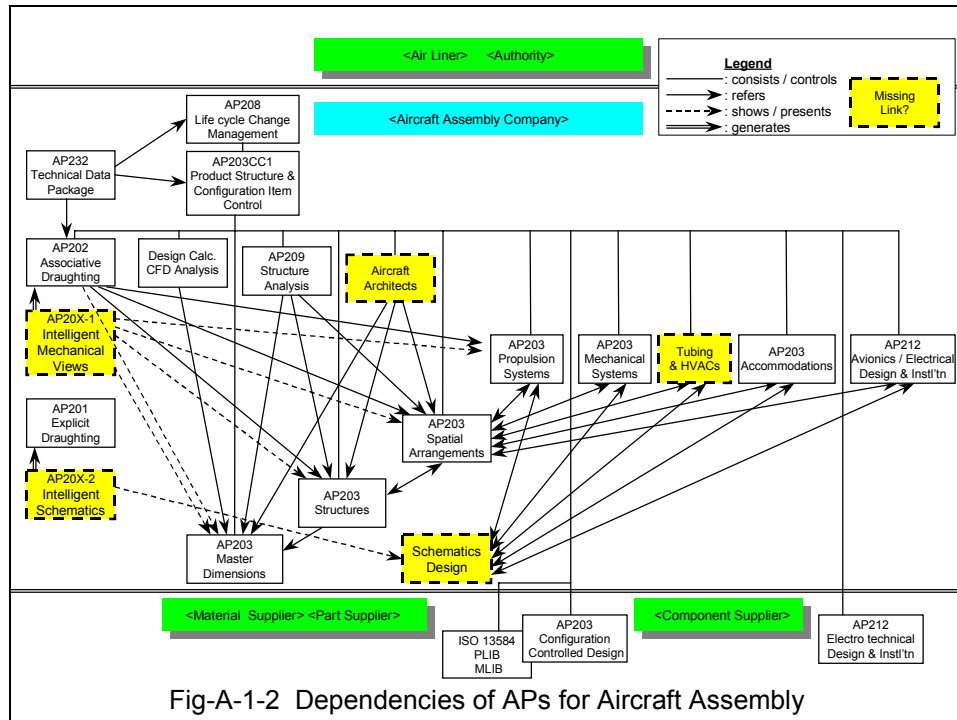 <Air Liner> <Authority>
Legend
: consists / controls
: refers
: shows / presents
: generates
Missing
Link?
AP208
Life cycle Change
Management
<Aircraft Assembly Company>
AP232
Technical Data
Package
AP203CC1
Product Structure &
Configuration Item
Control
AP202
Associative
Draughting
Design Calc.
CFD Analysis
AP209
Structure
Analysis
Aircraft
Architects
AP20X-1
Intelligent
Mechanical
Views
AP203
Propulsion
Systems
AP203
Mechanical
Systems
Tubing
& HVACs
AP203
Accommodations
AP212
Avionics / Electrical
Design & Instl'tn
AP201
Explicit
Draughting
AP203
Spatial
Arrangements
AP20X-2
Intelligent
Schematics
AP203
Structures
AP203
Master
Dimensions
Schematics
Design
<Material Supplier> <Part Supplier>
<Component Supplier>
ISO 13584
PLIB
MLIB
AP203
Configuration
Controlled Design
AP212
Electro technical
Design & Instl'tn
Fig-A-1-2 Dependencies of APs for Aircraft Assembly